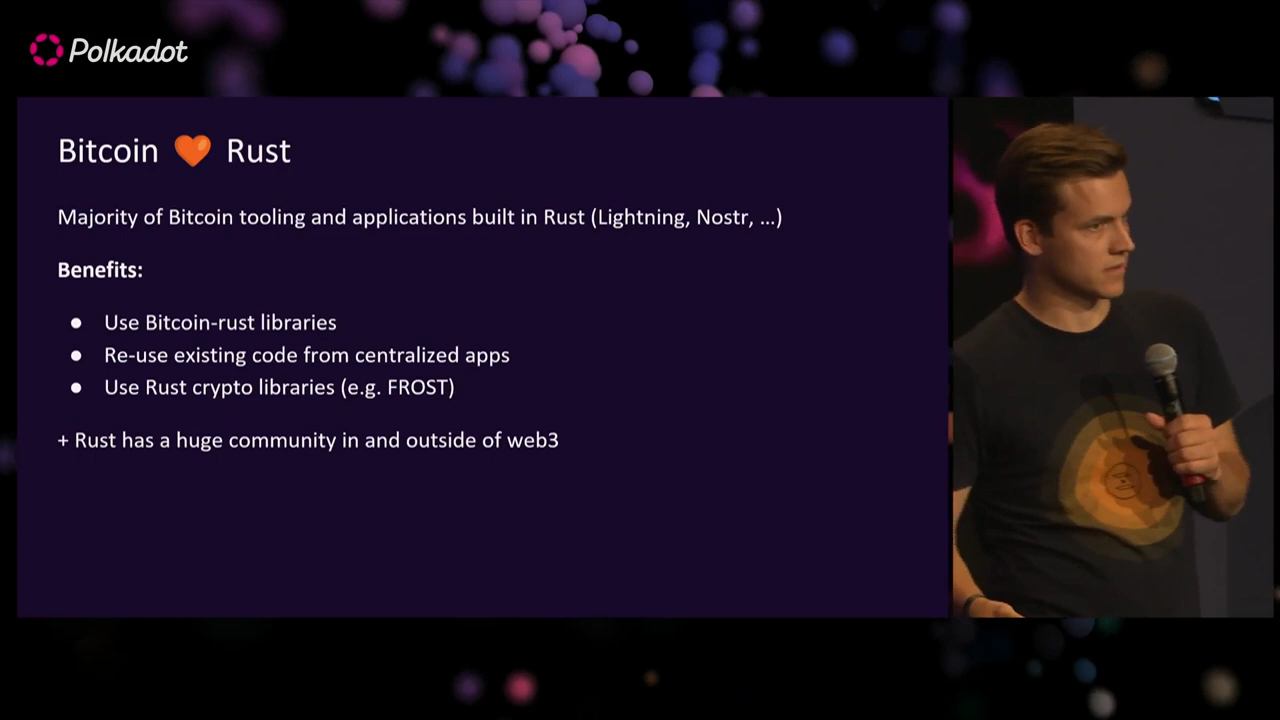 Polkadot
Bitcoin 🧡 Rust
Majority of Bitcoin tooling and applications built in Rust (Lightning, Nostr, ...)
Benefits:
● Use Bitcoin-rust libraries
● Re-use existing code from centralized apps
● Use Rust crypto libraries (e.g. FROST)
+ Rust has a huge community in and outside of web3